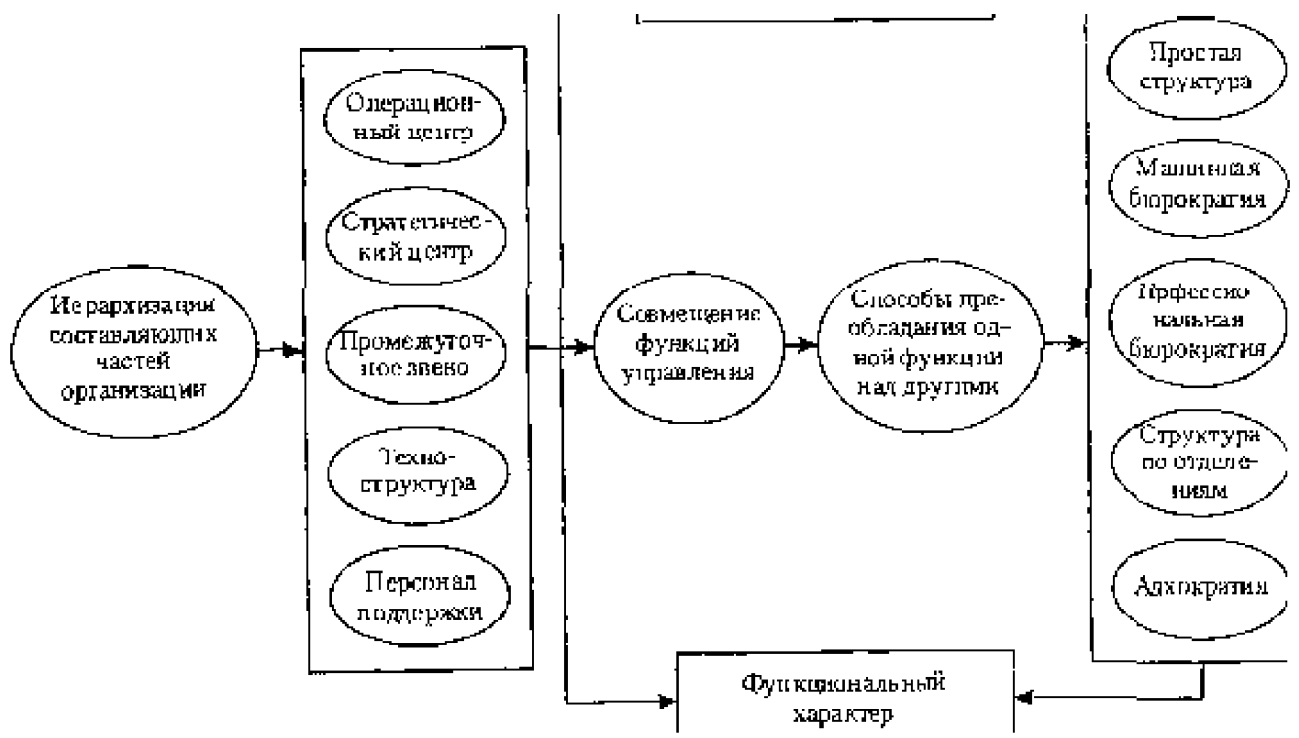 Иерархизация
составляющих
частей
организации
Операцион-
ный центр
Стратегичес-
кий центр
Промежуточ-
ное звено
Техно-
структура
Персонал
поддержки
Совмещение
функций
управления
Способы пре-
обладания од-
ной функции
над другими
Простая
структура
Машинная
бюрократия
Прфессио
нальная
бюрократия
Структура
по отделе-
ниям
Адхократия
Функциональный
характер